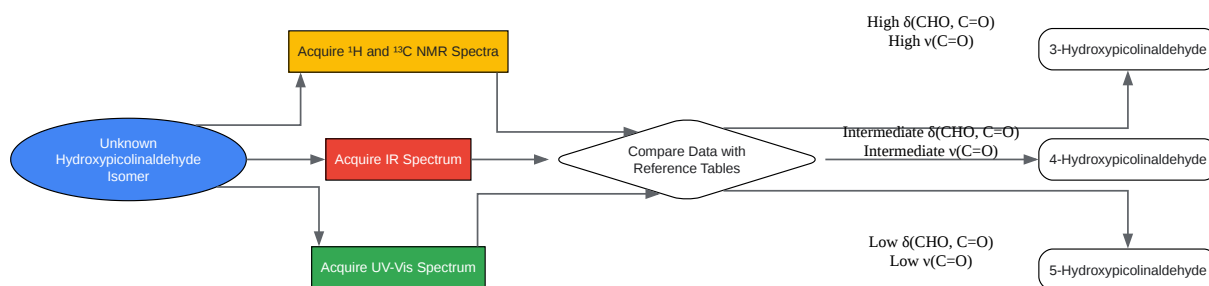 Unknown
Hydroxypicolinaldehyde
Isomer
Acquire ¹H and ¹³C NMR Spectra
Acquire IR Spectrum
Acquire UV-Vis Spectrum
Compare Data with
Reference Tables
High δ(CHO, C=O)
High ν(C=O)
3-Hydroxypicolinaldehyde
Intermediate δ(CHO, C=O)
Intermediate ν(C=O)
4-Hydroxypicolinaldehyde
Low δ(CHO, C=O)
Low ν(C=O)
5-Hydroxypicolinaldehyde